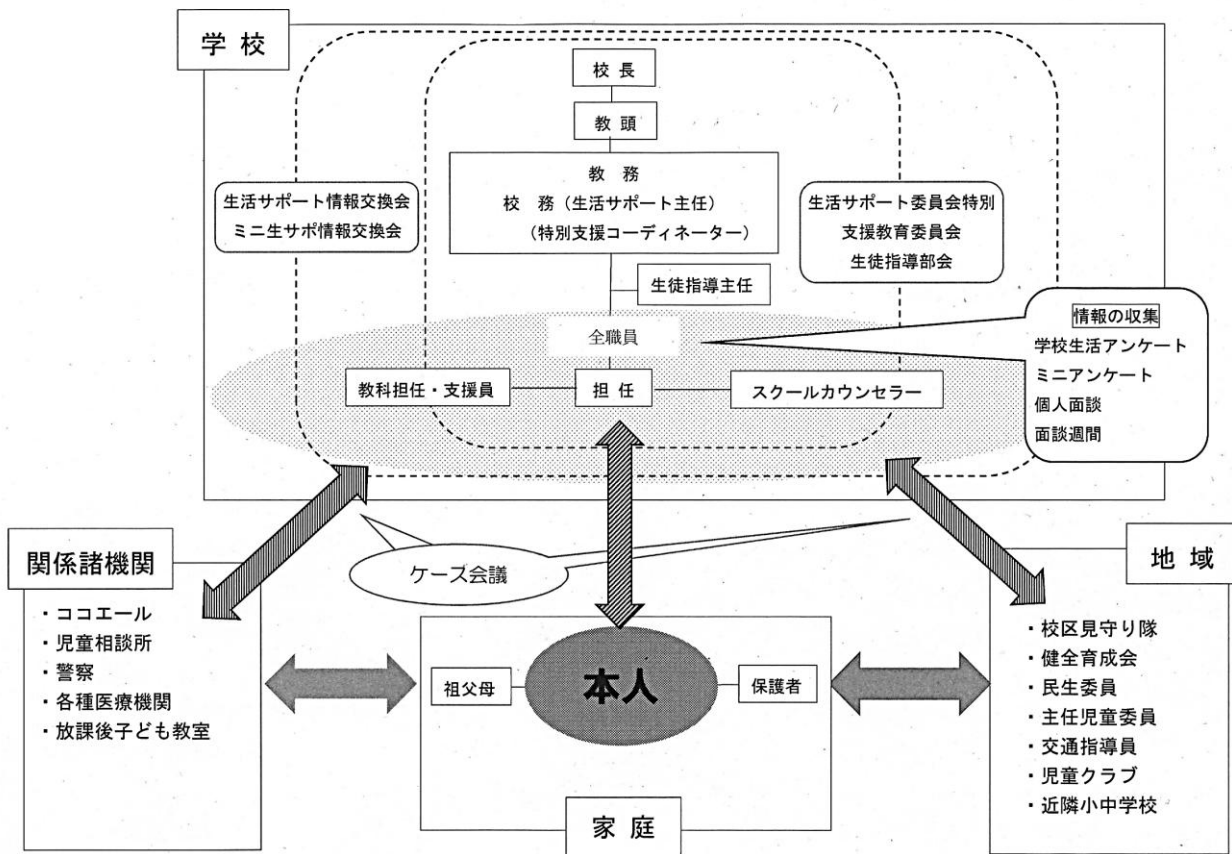 学校
校長
教頭
教務
校務（生活サポート主任）
（特別支援コーディネーター）
生活サポート情報交換会
ミニ生サポ情報交換会
生活サポート委員会特別
支援教育委員会
生徒指導部会
生徒指導主任
全職員
教科担任・支援員
担任
スクールカウンセラー
情報の収集
学校生活アンケート
ミニアンケート
個人面談
面談週間
ケース会議
関係諸機関
・ココエール
・児童相談所
・警察
・各種医療機関
・放課後子ども教室
祖父母
本人
保護者
家庭
地域
・校区見守り隊
・健全育成会
・民生委員
・主任児童委員
・交通指導員
・児童クラブ
・近隣小中学校